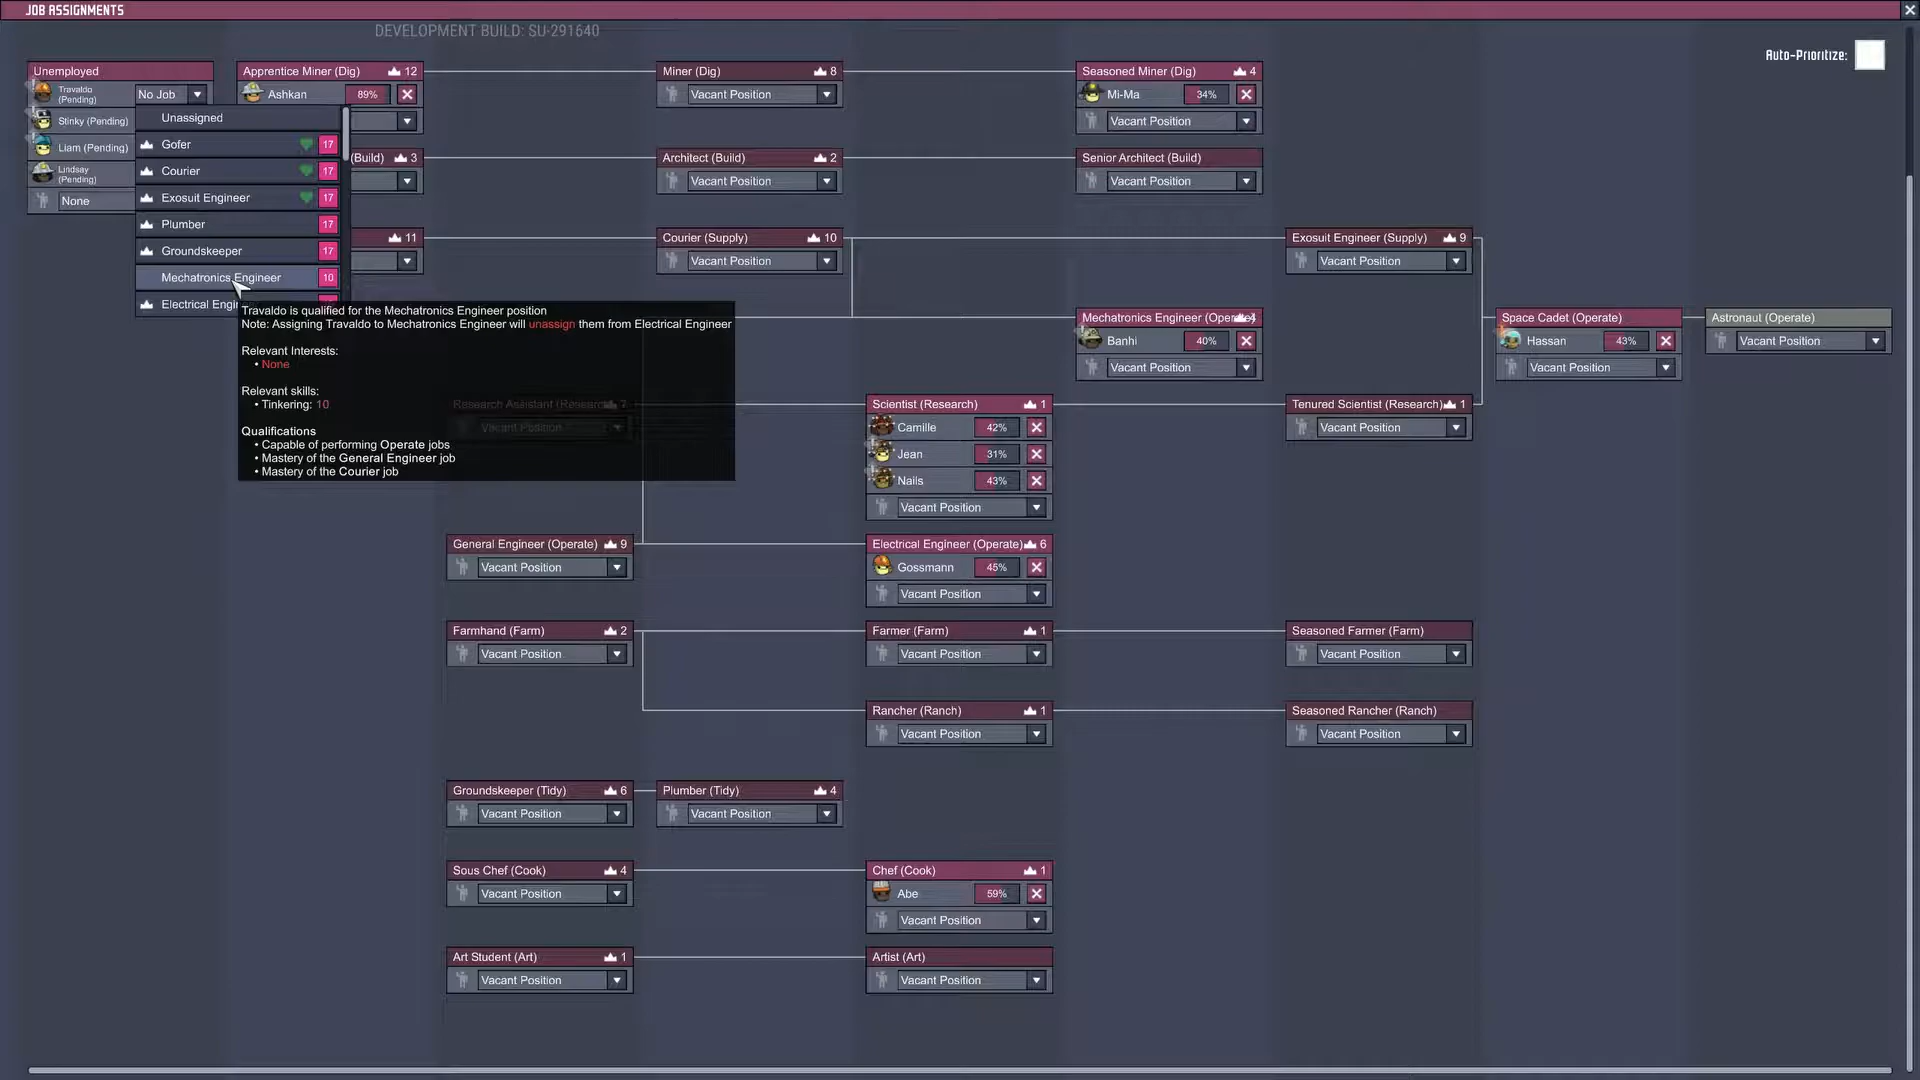 JOB ASSIGNMENTS
DEVELOPMENT BUILD: SU-291640
Auto-Prioritize:
Unemployed
Travaldo
(Pending)
No Job
Stinky (Pending)
Liam (Pending)
Lindsay
(Pending)
None
Unassigned
Gofer 17
Courier 17
Exosuit Engineer 17
Plumber 17
Groundskeeper 17
Mechatronics Engineer 10
Electrical Engi
Travaldo is qualified for the Mechatronics Engineer position
Note: Assigning Travaldo to Mechatronics Engineer will unassign them from Electrical Engineer
Relevant Interests:
• None
Relevant skills:
• Tinkering: 10
Qualifications
• Capable of performing Operate jobs
• Mastery of the General Engineer job
• Mastery of the Courier job
Apprentice Miner (Dig) 12
Ashkan 89%
Miner (Dig) 8
Vacant Position
Seasoned Miner (Dig) 4
Mi-Ma 34%
Vacant Position
(Build) 3
Architect (Build) 2
Vacant Position
Senior Architect (Build)
Vacant Position
11
Courier (Supply) 10
Vacant Position
Exosuit Engineer (Supply) 9
Vacant Position
Mechatronics Engineer (Operate) 4
Banhi 40%
Vacant Position
Space Cadet (Operate)
Hassan 43%
Vacant Position
Astronaut (Operate)
Vacant Position
Research Assistant (Research) 7
Vacant Position
Scientist (Research) 1
Camille 42%
Jean 31%
Nails 43%
Vacant Position
Tenured Scientist (Research) 1
Vacant Position
General Engineer (Operate) 9
Vacant Position
Electrical Engineer (Operate) 6
Gossmann 45%
Vacant Position
Farmhand (Farm) 2
Vacant Position
Farmer (Farm) 1
Vacant Position
Seasoned Farmer (Farm)
Vacant Position
Rancher (Ranch) 1
Vacant Position
Seasoned Rancher (Ranch)
Vacant Position
Groundskeeper (Tidy) 6
Vacant Position
Plumber (Tidy) 4
Vacant Position
Sous Chef (Cook) 4
Vacant Position
Chef (Cook) 1
Abe 59%
Vacant Position
Art Student (Art) 1
Vacant Position
Artist (Art)
Vacant Position